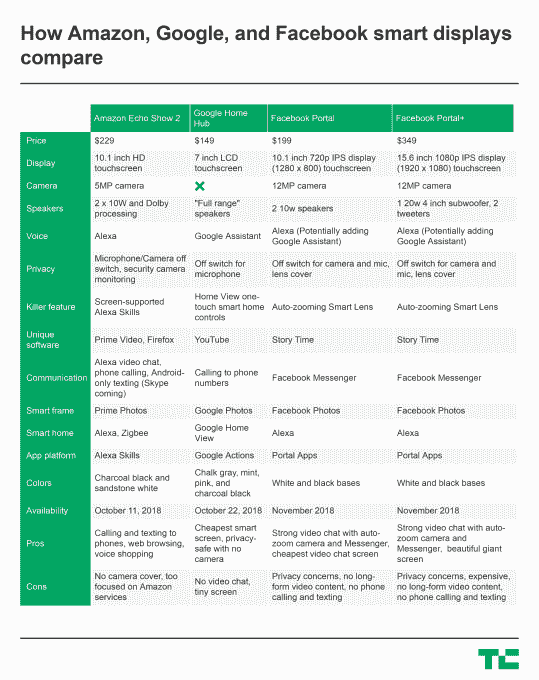 How Amazon, Google, and Facebook smart displays
compare
Amazon Echo Show 2
Google Home
Hub
Facebook Portal
Facebook Portal+
Price
$229
$149
$199
$349
Display
10.1 inch HD
touchscreen
7 inch LCD
touchscreen
10.1 inch 720p IPS display
(1280 x 800) touchscreen
15.6 inch 1080p IPS display
(1920 x 1080) touchscreen
Camera
5MP camera
12MP camera
12MP camera
Speakers
2 x 10W and Dolby
processing
"Full range"
speakers
2 10w speakers
1 20w 4 inch subwoofer, 2
tweeters
Voice
Alexa
Google Assistant
Alexa (Potentially adding
Google Assistant)
Alexa (Potentially adding
Google Assistant)
Privacy
Microphone/Camera off
switch, security camera
monitoring
Off switch for
microphone
Off switch for camera and mic,
lens cover
Off switch for camera and
mic, lens cover
Killer feature
Screen-supported
Alexa Skills
Home View one-
touch smart home
controls
Auto-zooming Smart Lens
Auto-zooming Smart Lens
Unique
software
Prime Video, Firefox
YouTube
Story Time
Story Time
Communication
Alexa video chat,
phone calling, Android-
only texting (Skype
coming)
Calling to phone
numbers
Facebook Messenger
Facebook Messenger
Smart frame
Prime Photos
Google Photos
Facebook Photos
Facebook Photos
Smart home
Alexa, Zigbee
Google Home
View
Alexa
Alexa
App platform
Alexa Skills
Google Actions
Portal Apps
Portal Apps
Colors
Charcoal black and
sandstone white
Chalk gray, mint,
pink, and
charcoal black
White and black bases
White and black bases
Availability
October 11, 2018
October 22, 2018
November 2018
November 2018
Pros
Calling and texting to
phones, web browsing,
voice shopping
Cheapest smart
screen, privacy-
safe with no
camera
Strong video chat with auto-
zoom camera and Messenger,
cheapest video chat screen
Strong video chat with auto-
zoom camera and
Messenger, beautiful giant
screen
Cons
No camera cover, too
focused on Amazon
services
No video chat,
tiny screen
Privacy concerns, no long-
form video content, no phone
calling and texting
Privacy concerns, expensive,
no long-form video content,
no phone calling and texting
TC